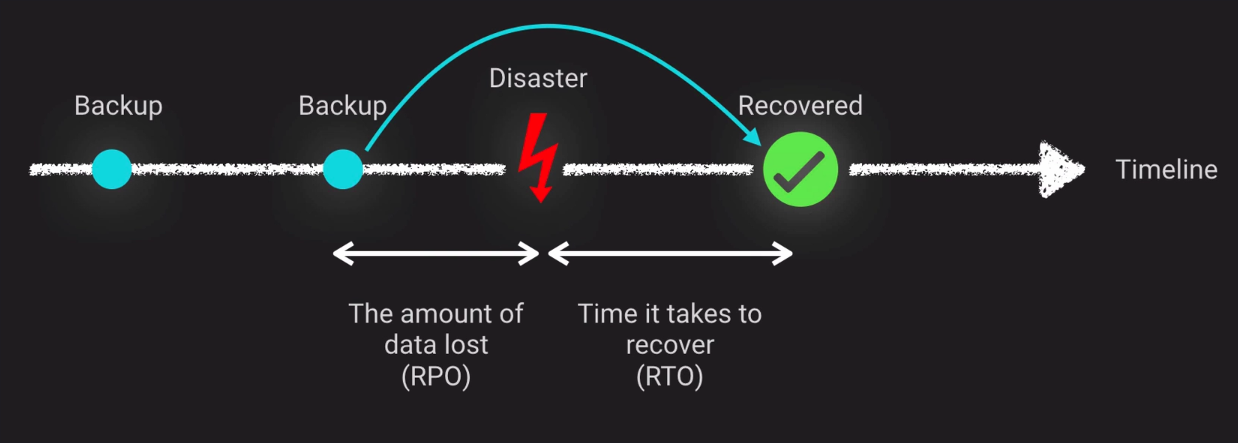 Disaster
Backup
Backup
Recovered
Timeline
The amount of
data lost
(RPO)
Time it takes to
recover
(RTO)